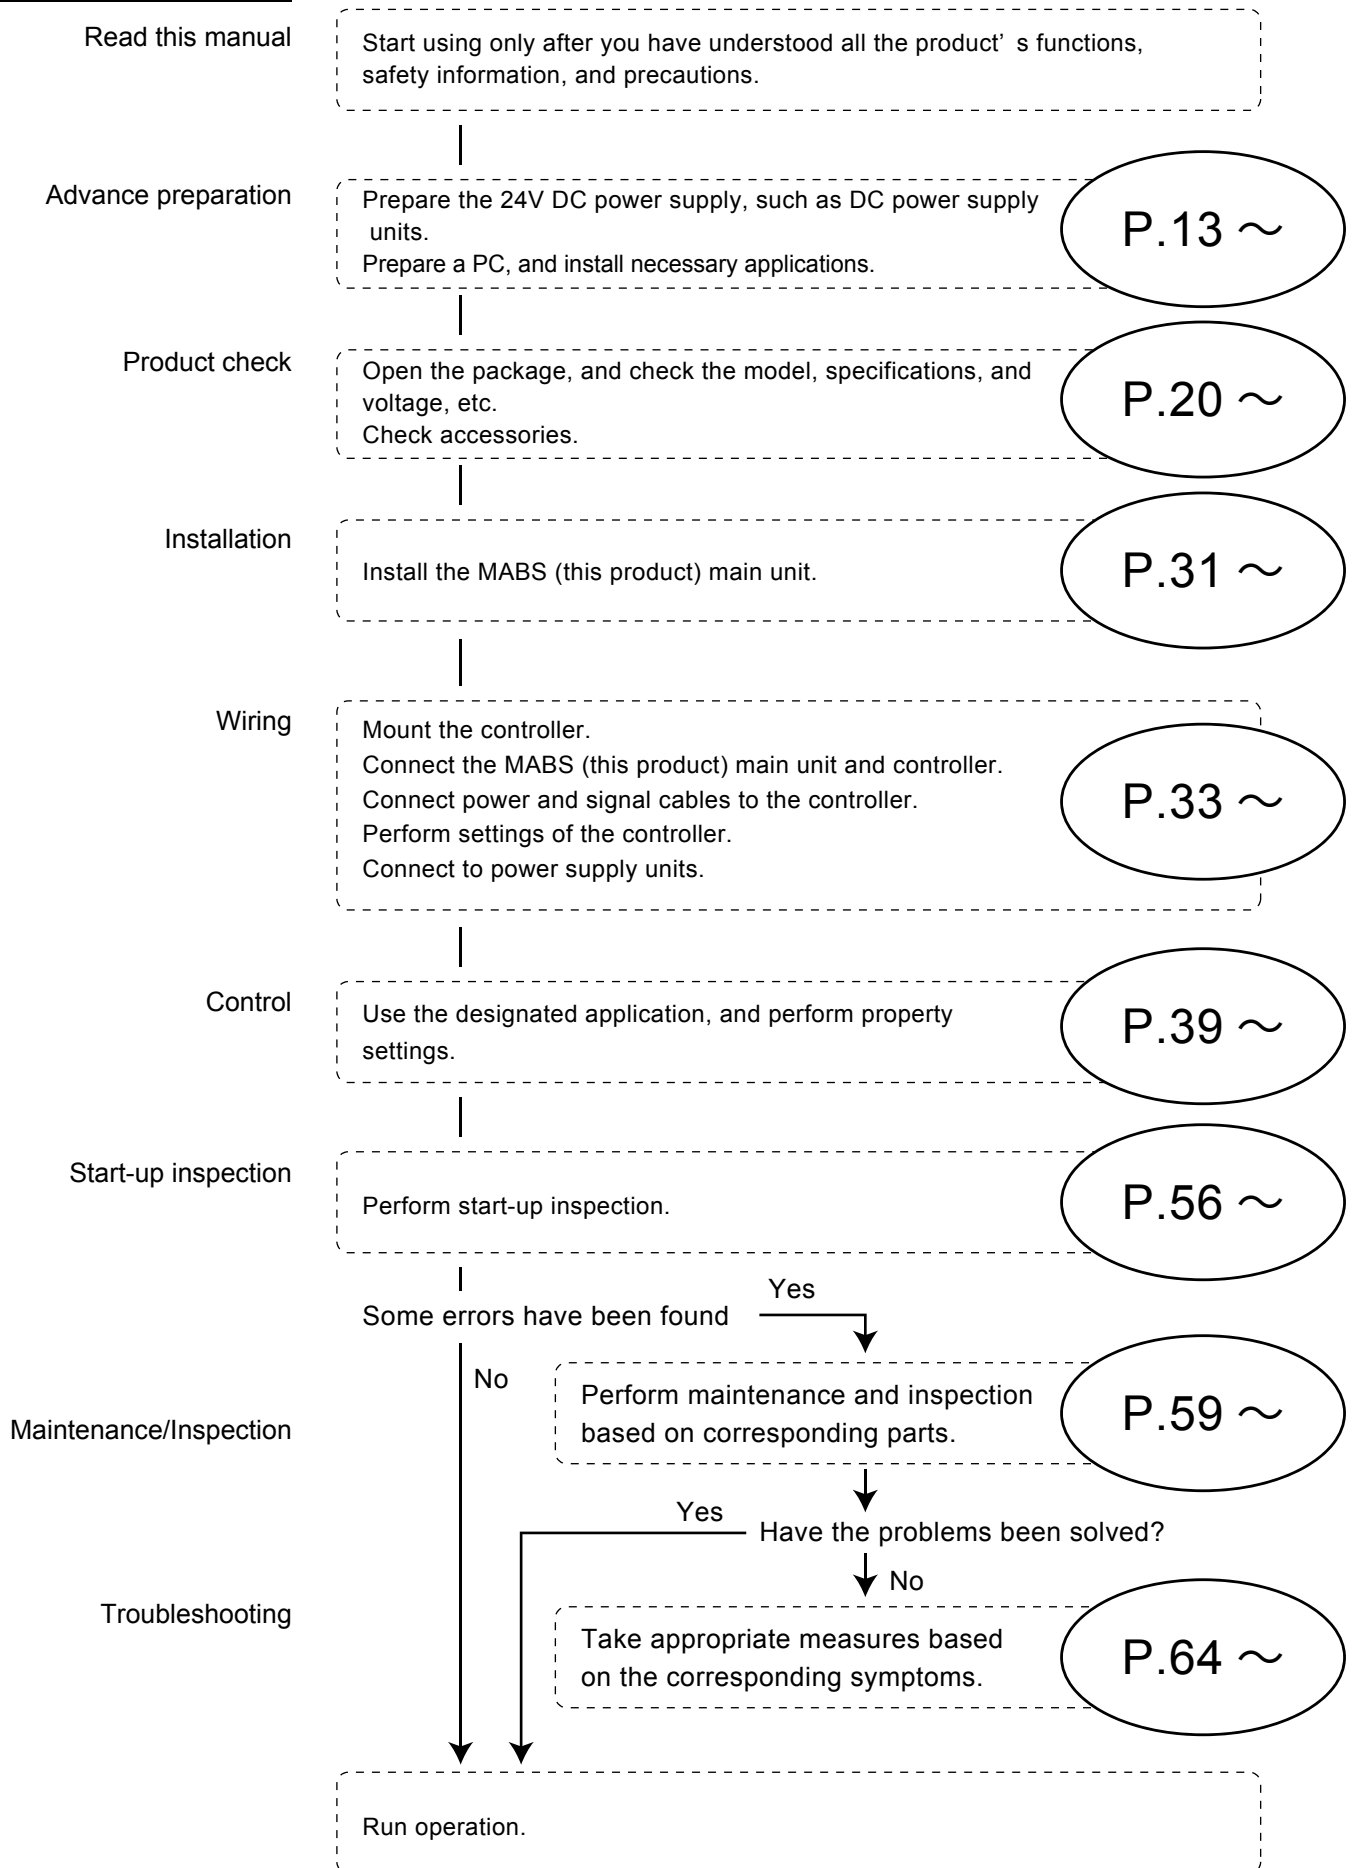 Read this manual
Start using only after you have understood all the product’ s functions,
safety information, and precautions.
Advance preparation
Prepare the 24V DC power supply, such as DC power supply
units.
Prepare a PC, and install necessary applications.
P.13 ～
Product check
Open the package, and check the model, specifications, and
voltage, etc.
Check accessories.
P.20 ～
Installation
Install the MABS (this product) main unit.
P.31 ～
Wiring
Mount the controller.
Connect the MABS (this product) main unit and controller.
Connect power and signal cables to the controller.
Perform settings of the controller.
Connect to power supply units.
P.33 ～
Control
Use the designated application, and perform property
settings.
P.39 ～
Start-up inspection
Perform start-up inspection.
P.56 ～
Some errors have been found
Yes
No
Maintenance/Inspection
Perform maintenance and inspection
based on corresponding parts.
P.59 ～
Yes
Have the problems been solved?
No
Troubleshooting
Take appropriate measures based
on the corresponding symptoms.
P.64 ～
Run operation.